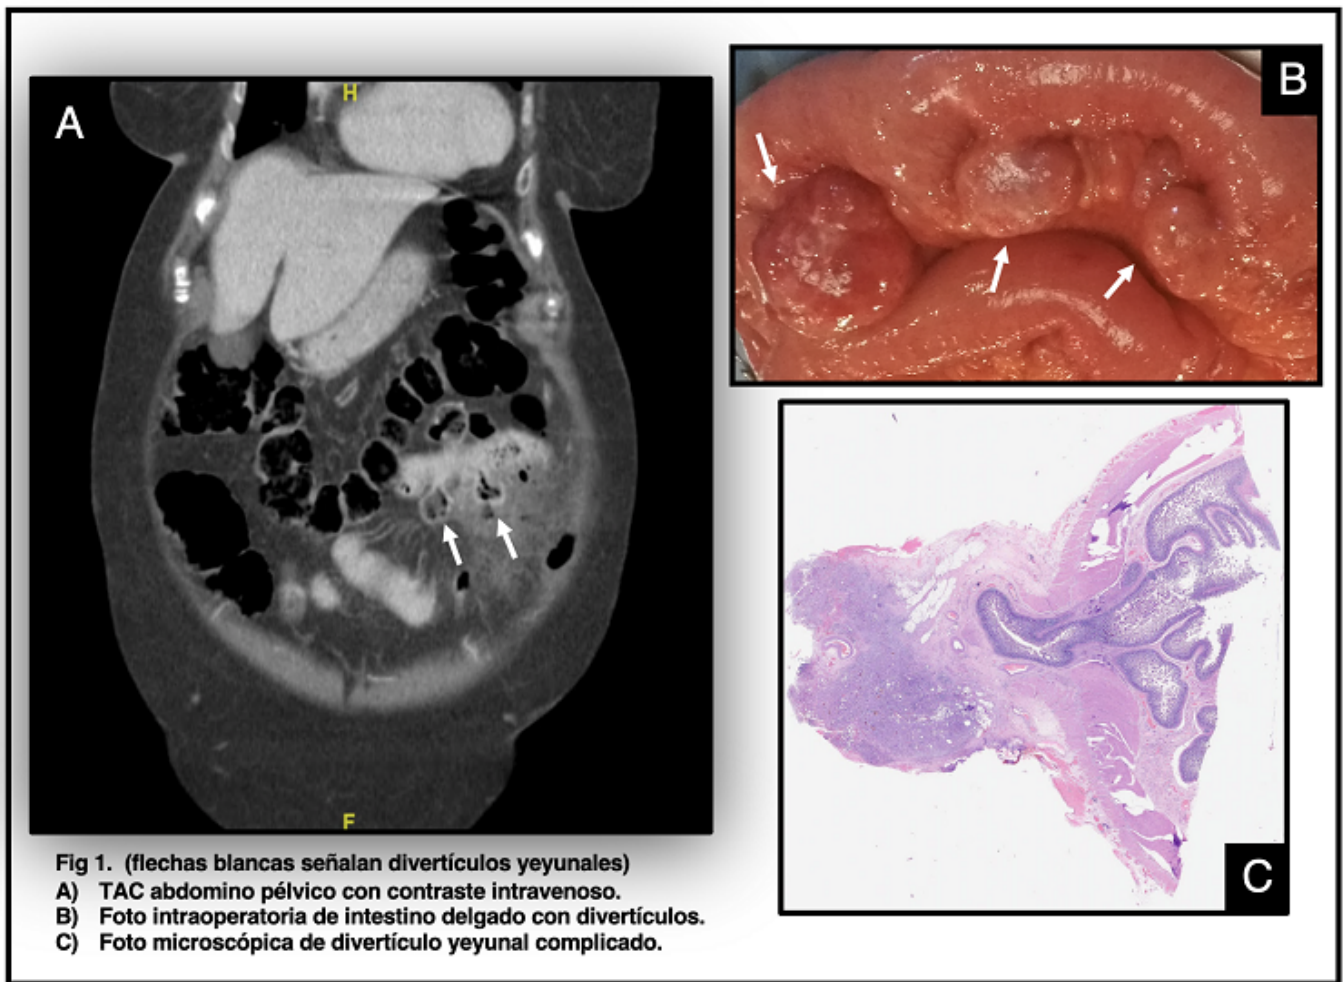 A
H
F
B
C
Fig 1. (flechas blancas señalan divertículos yeyunales)
A) TAC abdomino pélvico con contraste intravenoso.
B) Foto intraoperatoria de intestino delgado con divertículos.
C) Foto microscópica de divertículo yeyunal complicado.